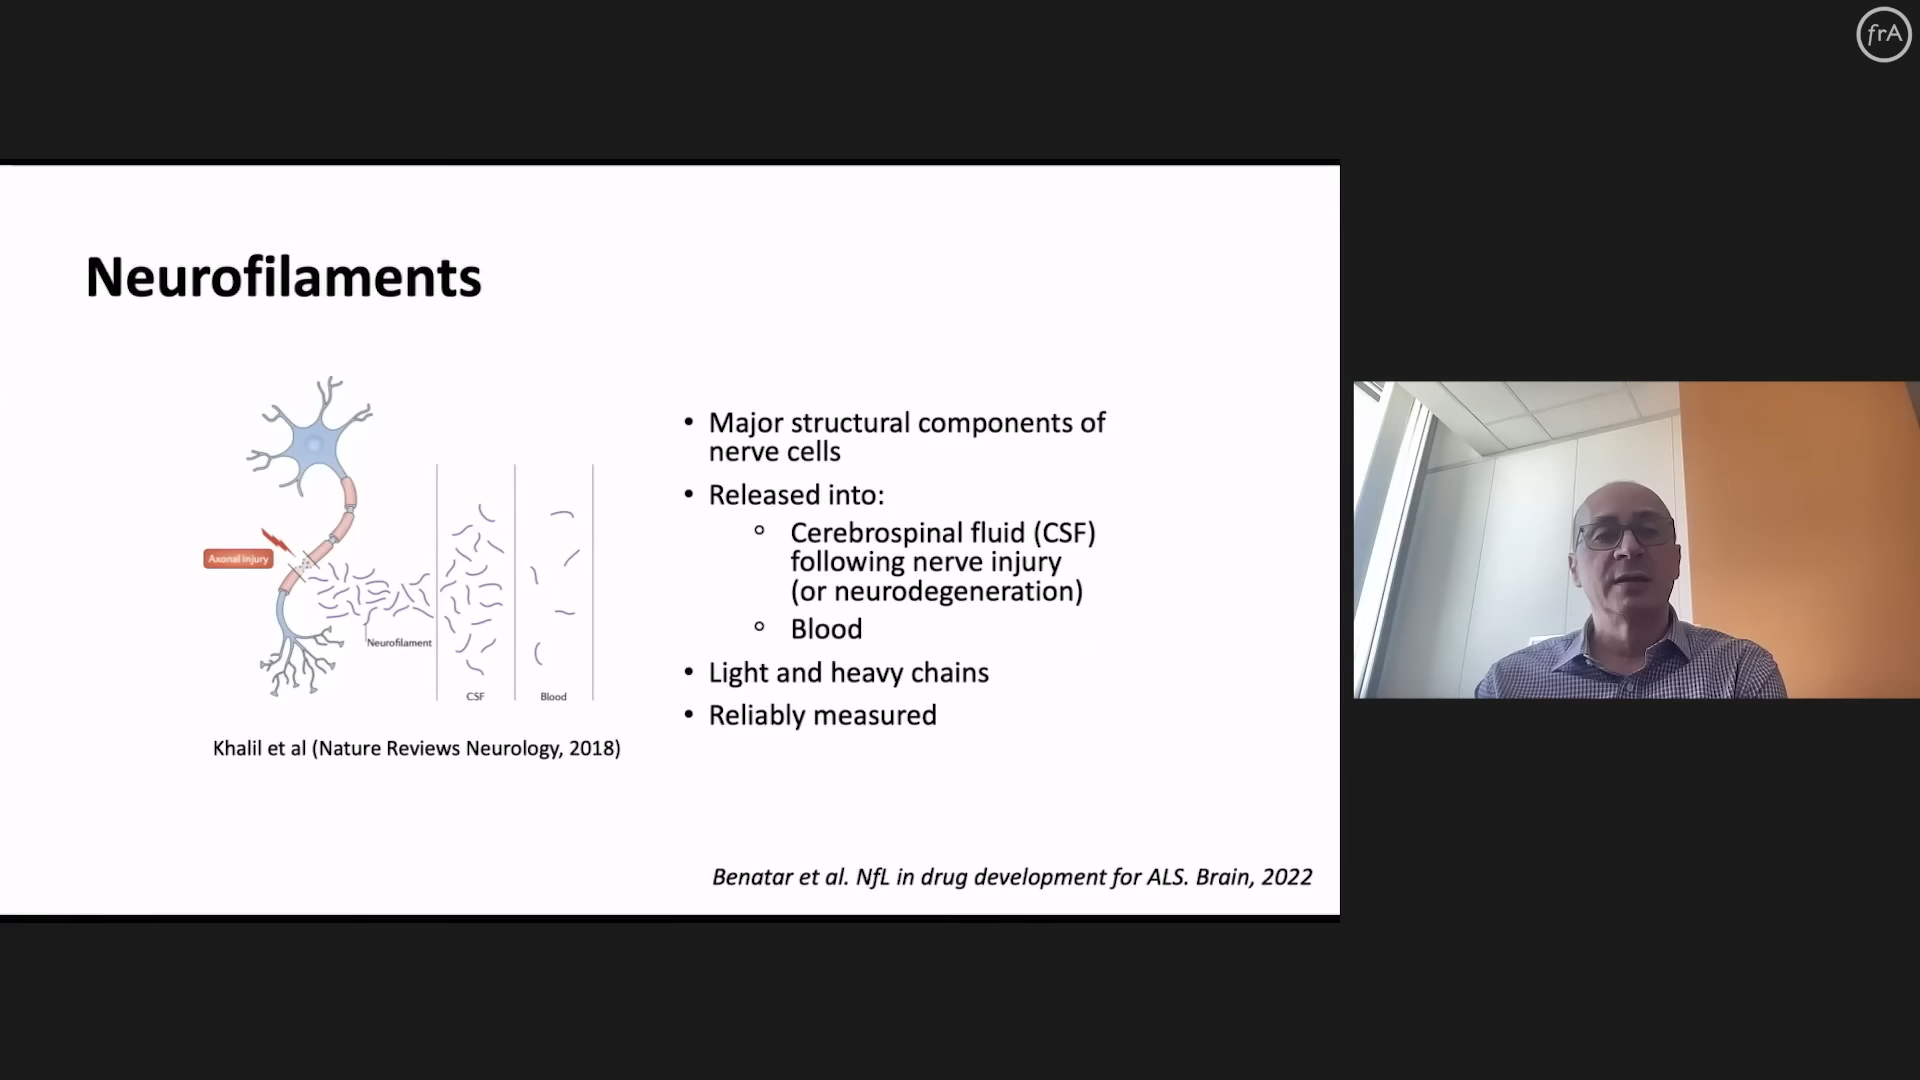 frA
Neurofilaments
Axonal Injury
Neurofilament
CSF
Blood
Khalil et al (Nature Reviews Neurology, 2018)
• Major structural components of
nerve cells
• Released into:
° Cerebrospinal fluid (CSF)
following nerve injury
(or neurodegeneration)
° Blood
• Light and heavy chains
• Reliably measured
Benatar et al. NfL in drug development for ALS. Brain, 2022